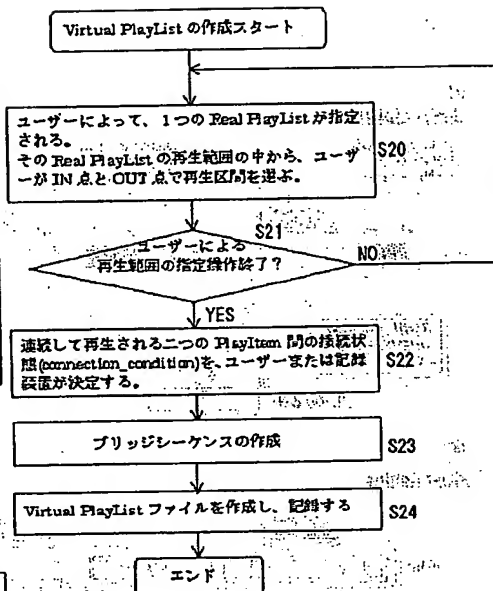 Virtual PlayList の作成スタート
ユーザーによって、1つの Real PlayList が指定
される。
その Real PlayList の再生範囲の中から、ユーザ
ーが IN 点と OUT 点で再生区間を選ぶ。
S20
S21
ユーザーによる
再生範囲の指定操作終了？
NO
YES
連続して再生される二つの PlayItem 間の接続状
態(connection_condition)を、ユーザーまたは記録
装置が決定する。
S22
ブリッジシーケンスの作成
S23
Virtual PlayList ファイルを作成し、記録する
S24
エンド